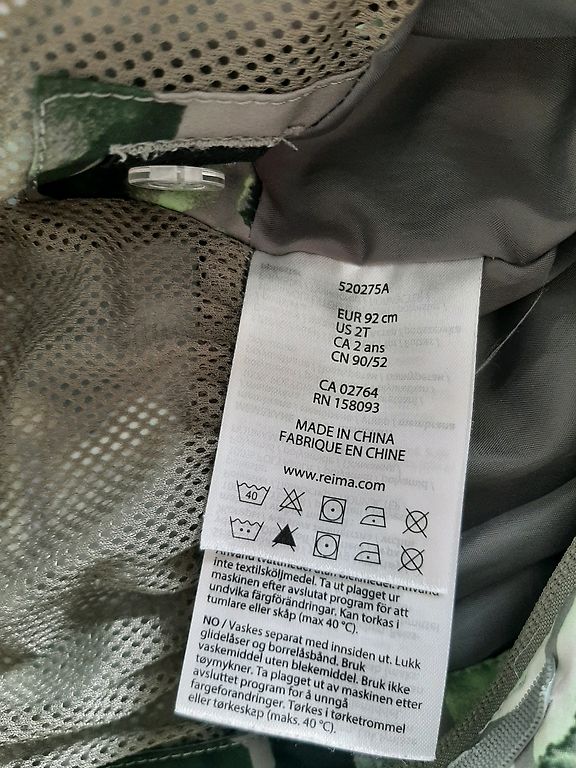 520275A
EUR 92 cm
US 2T
CA 2 ans
CN 90/52
CA 02764
RN 158093
MADE IN CHINA
FABRIQUE EN CHINE
www.reima.com
40
inte textilsköljmedel. Ta ut plagget ur
maskinen efter avslutat program för att
undvika färgförändringar. Kan torkas i
tumlare eller skåp (max 40 °C).
NO / Vaskes separat med innsiden ut. Lukk
glidelåser og borrelåsbånd. Bruk
vaskemiddel uten blekemiddel. Bruk ikke
tøymykner. Ta plagget ut av maskinen etter
avsluttet program for å unngå
fargeforandringer. Tørkes i tørketrommel
eller tørkeskap (maks. 40 °C).